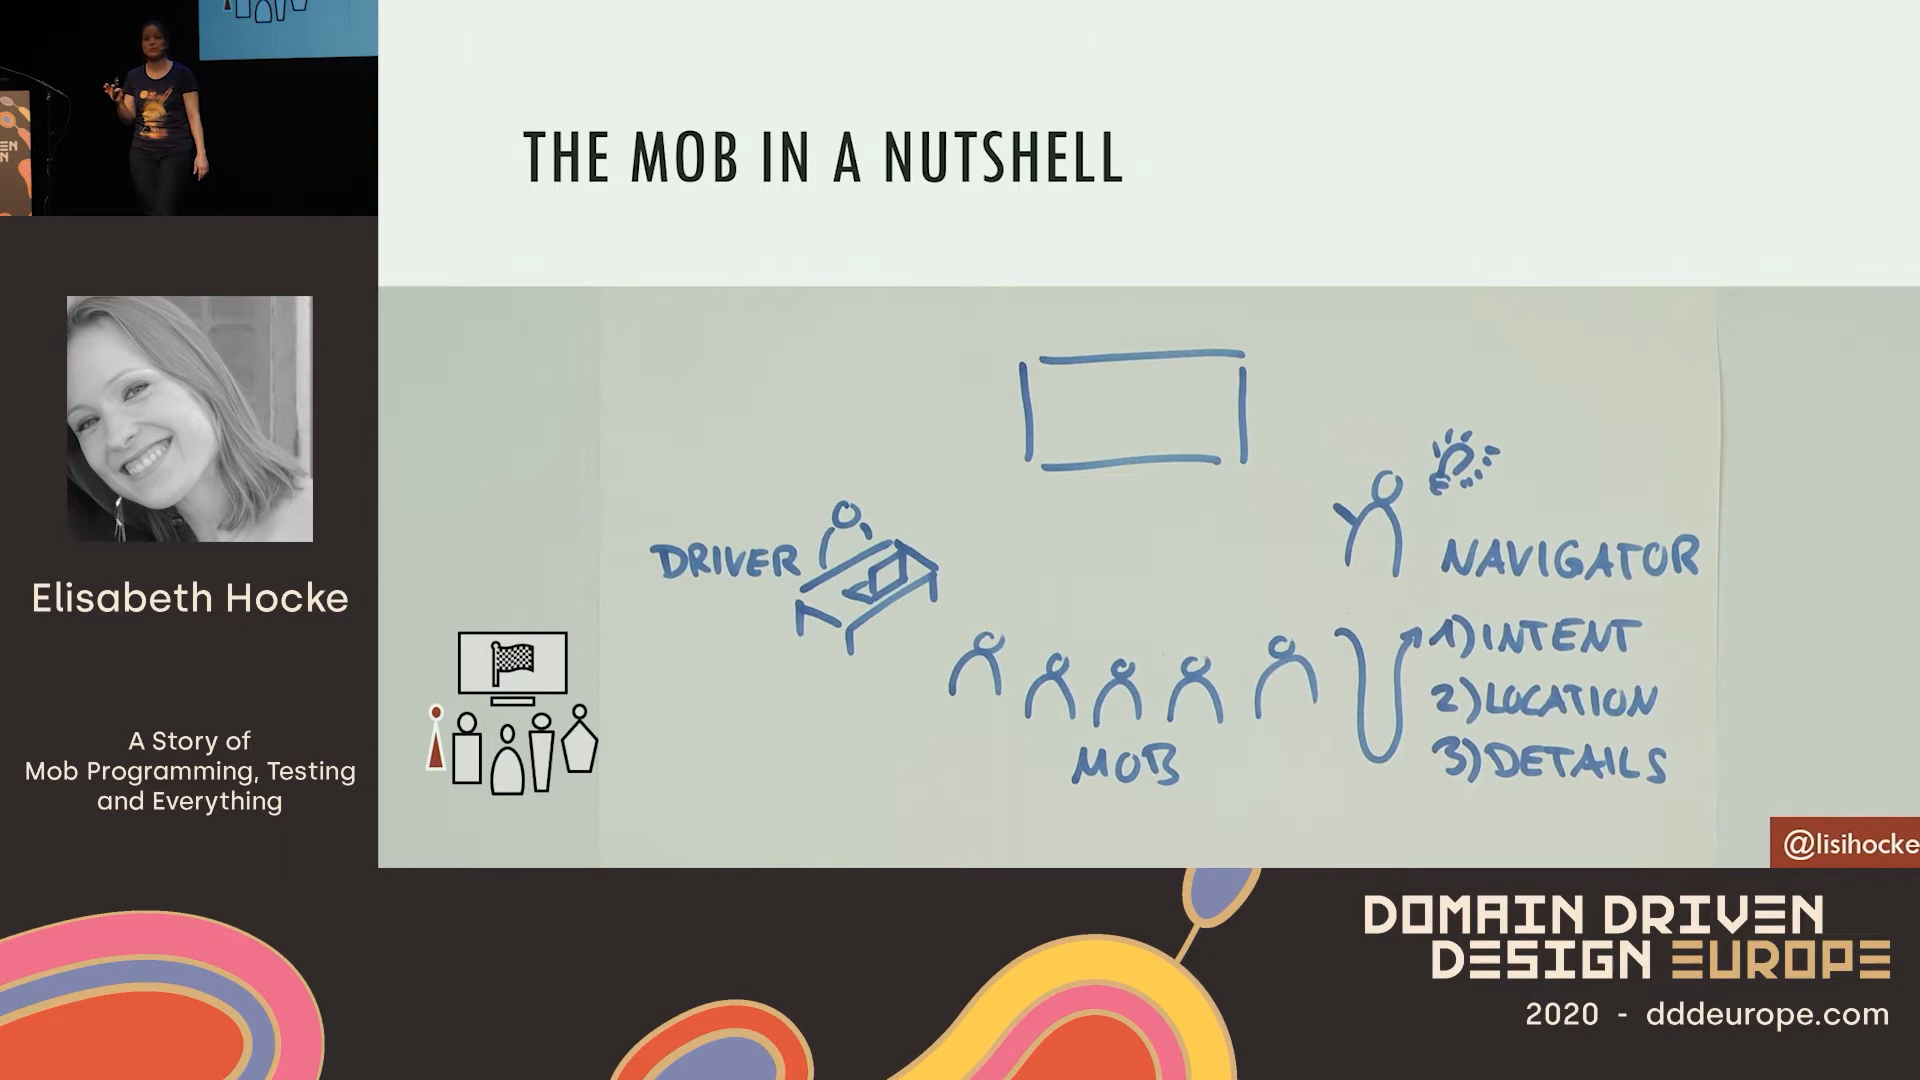 THE MOB IN A NUTSHELL
DRIVER
NAVIGATOR
1) INTENT
2) LOCATION
3) DETAILS
MOB
@lisihocke
Elisabeth Hocke
A Story of
Mob Programming, Testing
and Everything
DOMAIN DRIVEN
DESIGN EUROPE
2020 - dddeurope.com